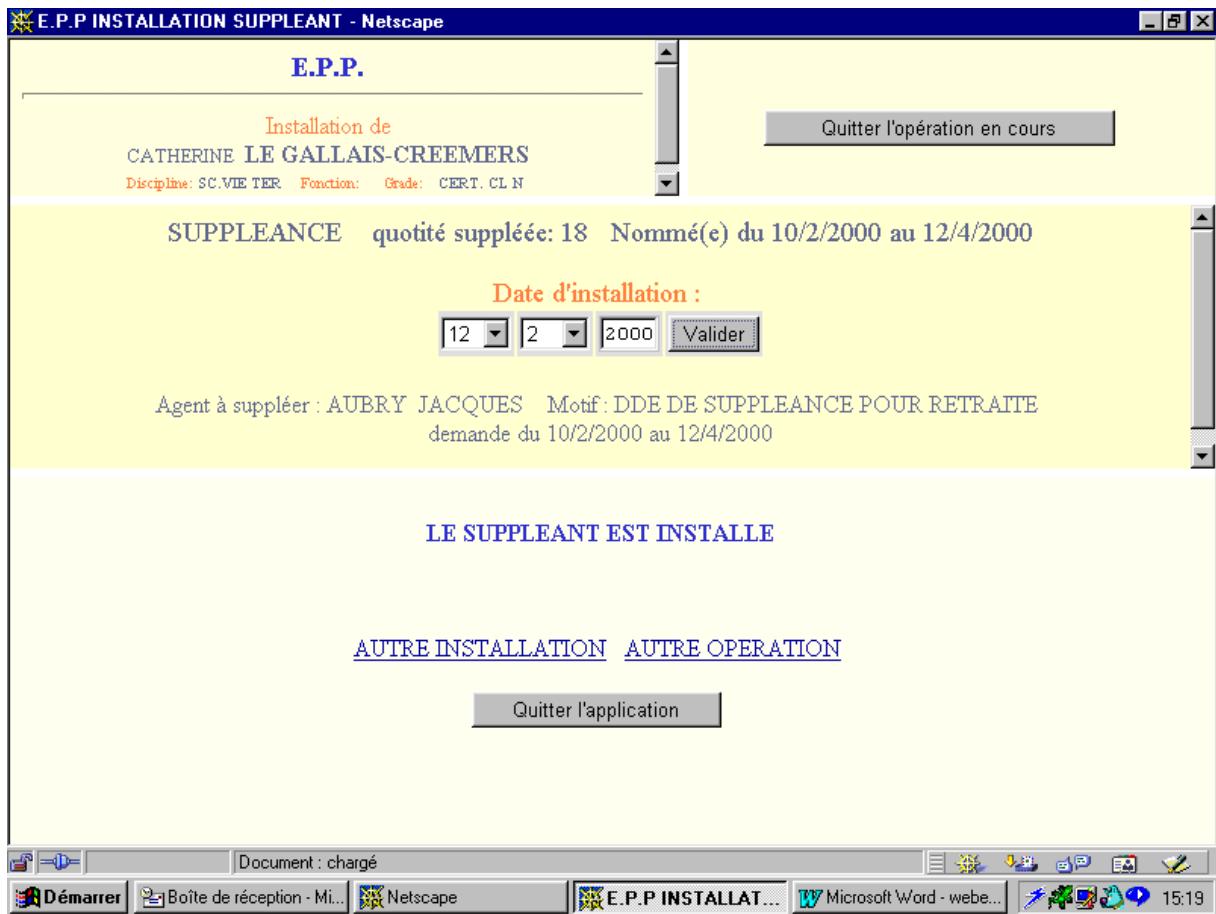 E.P.P INSTALLATION SUPPLEANT - Netscape
E.P.P.
Installation de
CATHERINE LE GALLAIS-CREEMERS
Discipline: SC.VIE TER Fonction: Grade: CERT. CL N
Quitter l'opération en cours
SUPPLEANCE quotité suppléée: 18 Nommé(e) du 10/2/2000 au 12/4/2000
Date d'installation :
12 2 2000 Valider
Agent à suppléer : AUBRY JACQUES Motif : DDE DE SUPPLEANCE POUR RETRAITE
demande du 10/2/2000 au 12/4/2000
LE SUPPLEANT EST INSTALLE
AUTRE INSTALLATION AUTRE OPERATION
Quitter l'application
Document : chargé
Démarrer Boîte de réception - Mi... Netscape E.P.P INSTALLAT... Microsoft Word - webe... 15:19